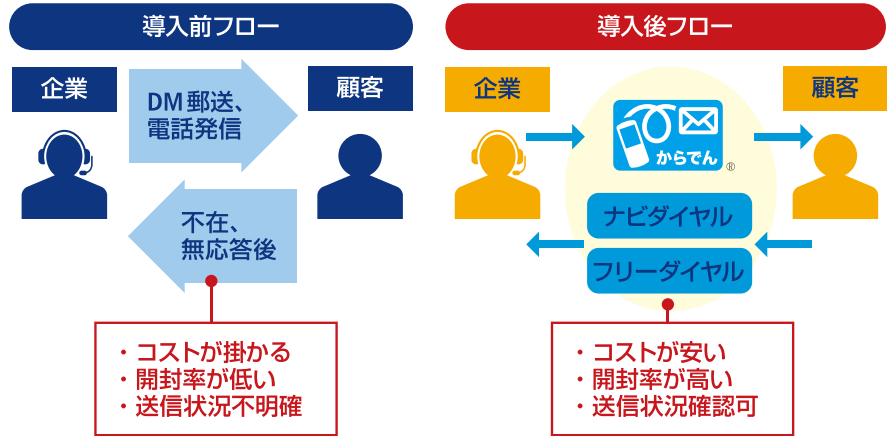 導入前フロー
企業
顧客
DM郵送、
電話発信
不在、
無応答後
・コストが掛かる
・開封率が低い
・送信状況不明確
導入後フロー
企業
顧客
からでん
®
ナビダイヤル
フリーダイヤル
・コストが安い
・開封率が高い
・送信状況確認可